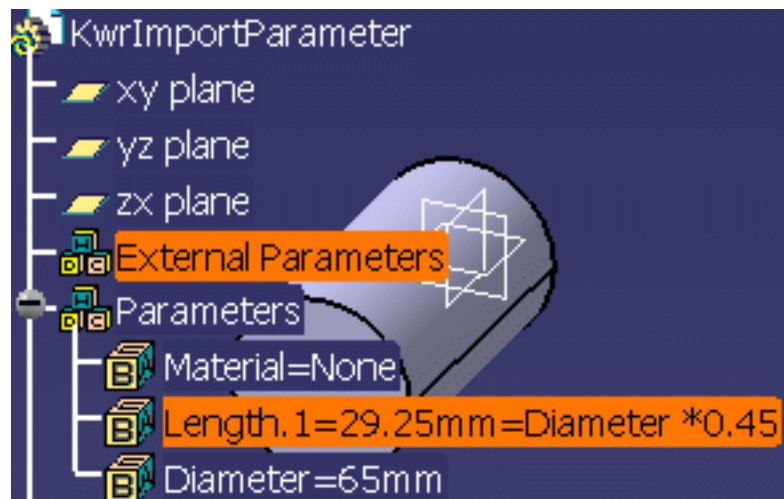 KwrImportParameter
xy plane
yz plane
zx plane
External Parameters
Parameters
Material=None
Length.1=29.25mm=Diameter *0.45
Diameter=65mm